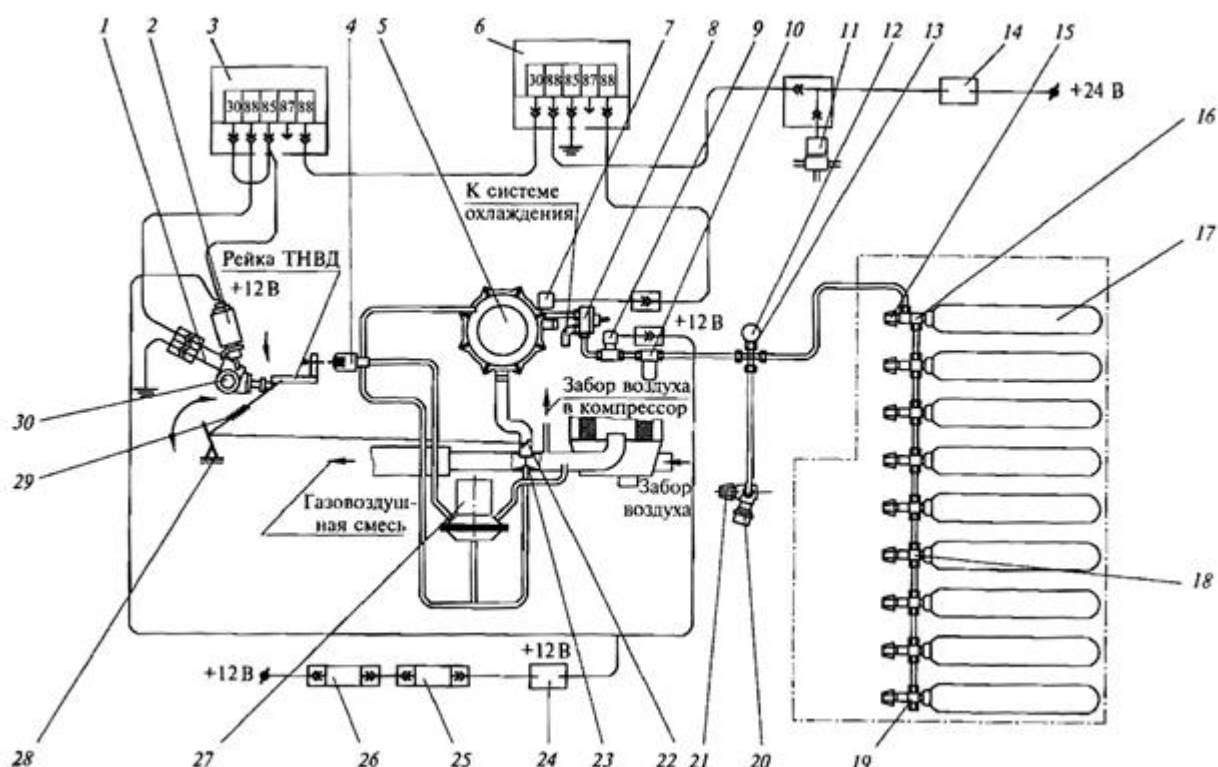 1 2 3 4 5 6 7 8 9 10 11 12 13 14 15
30 88 85 87 88
30 88 85 87 88
+24 В
16
К системе
охлаждения
17
Рейка ТНВД
+12 В
+12 В
Забор воздуха
в компрессор
30
29
Газовоздуш-
ная смесь
Забор
воздуха
18
+12 В
+12 В
28 27 26 25 24 23 22 21 20 19